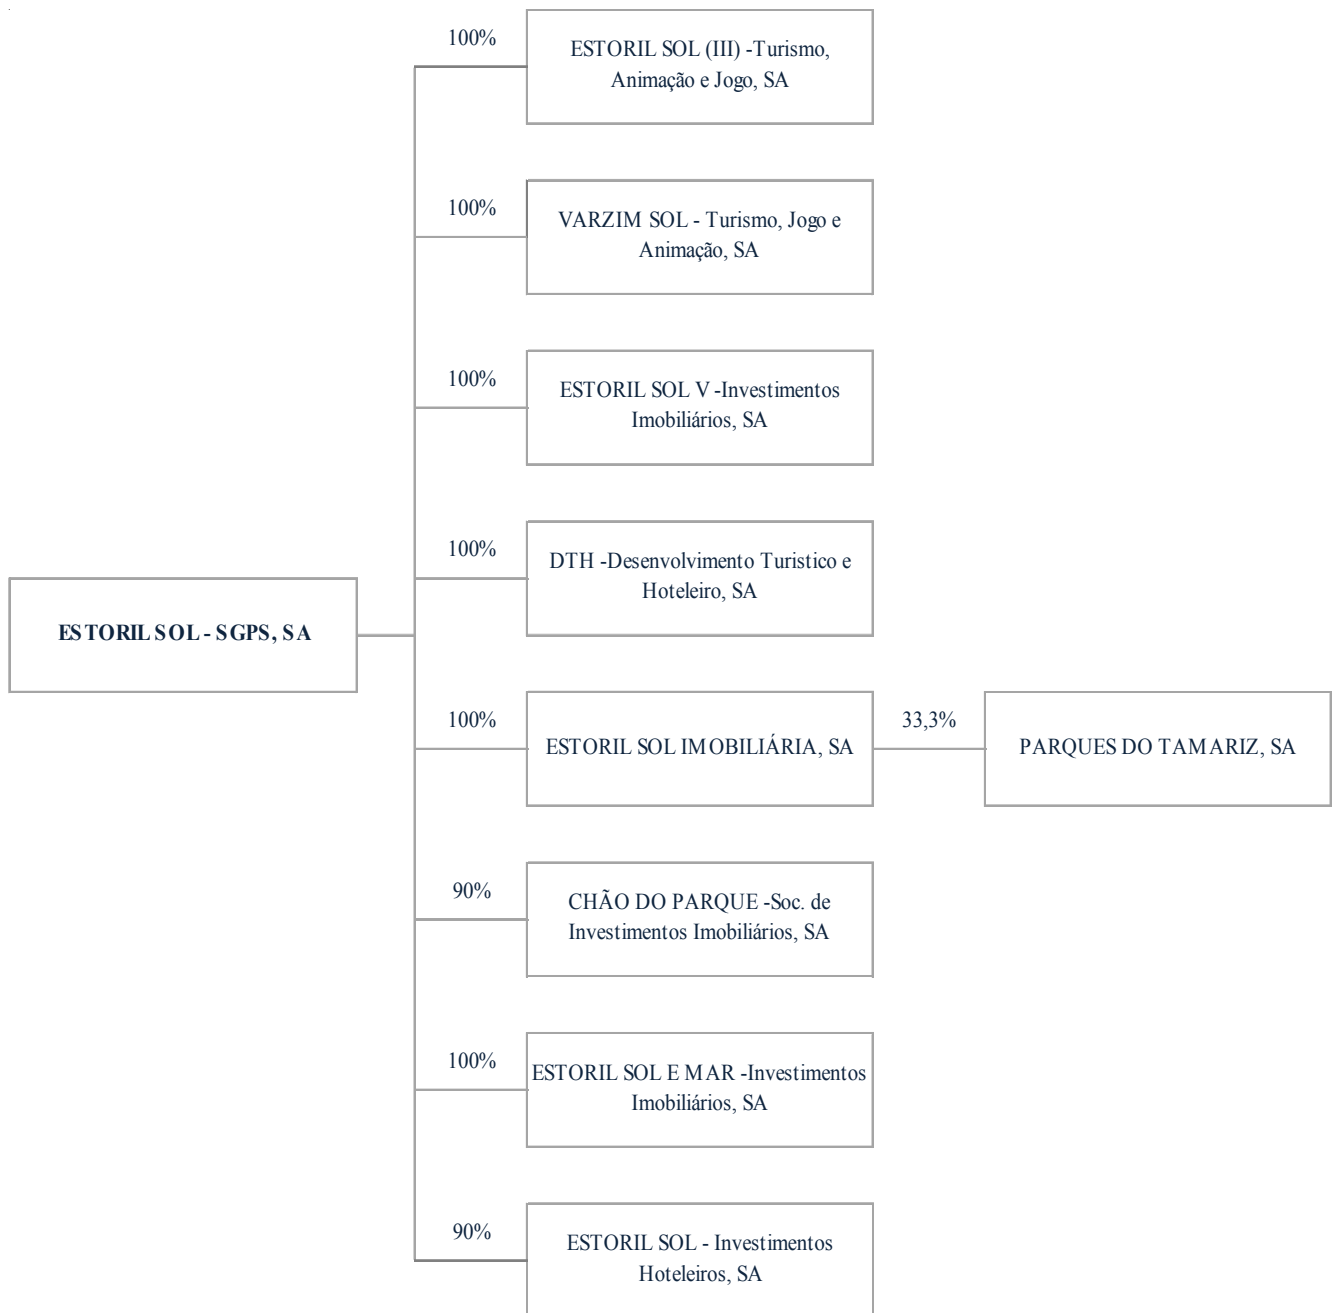 100%
ESTORIL SOL (III) -Turismo,
Animação e Jogo, SA
100%
VARZIM SOL - Turismo, Jogo e
Animação, SA
100%
ESTORIL SOL V -Investimentos
Imobiliários, SA
100%
DTH -Desenvolvimento Turistico e
Hoteleiro, SA
ESTORIL SOL - SGPS, SA
100%
ESTORIL SOL IMOBILIÁRIA, SA
33,3%
PARQUES DO TAMARIZ, SA
90%
CHÃO DO PARQUE -Soc. de
Investimentos Imobiliários, SA
100%
ESTORIL SOL E MAR -Investimentos
Imobiliários, SA
90%
ESTORIL SOL - Investimentos
Hoteleiros, SA